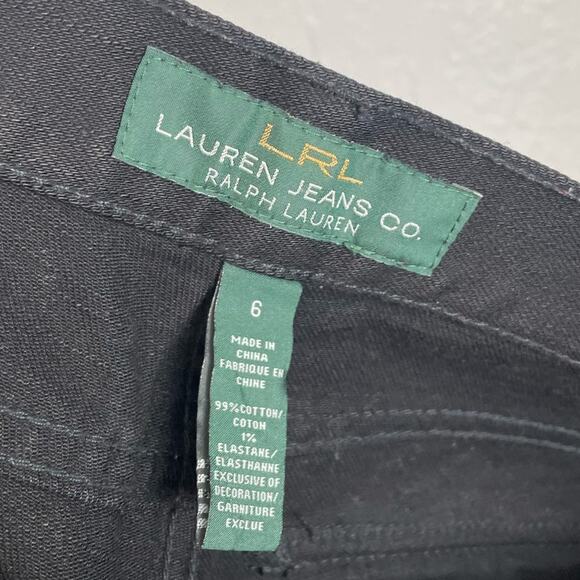 LRL
LAUREN JEANS CO.
RALPH LAUREN
6
MADE IN
CHINA
FABRIQUE EN
CHINE
99%COTTON/
COTON
1%
ELASTANE/
ELASTHANNE
EXCLUSIVE OF
DECORATION/
GARNITURE
EXCLUE